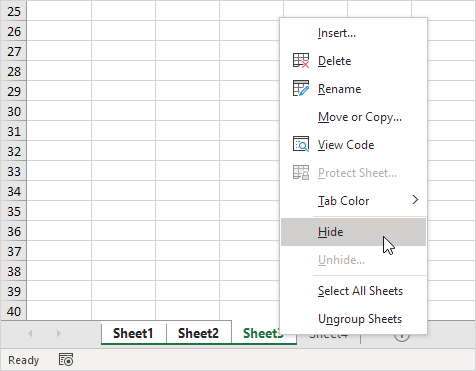 25
26
27
28
29
30
31
32
33
34
35
36
37
38
39
40
Insert...
Delete
Rename
Move or Copy...
View Code
Protect Sheet...
Tab Color
Hide
Unhide...
Select All Sheets
Ungroup Sheets
Sheet1 Sheet2 Sheet3 Sheet4
Ready